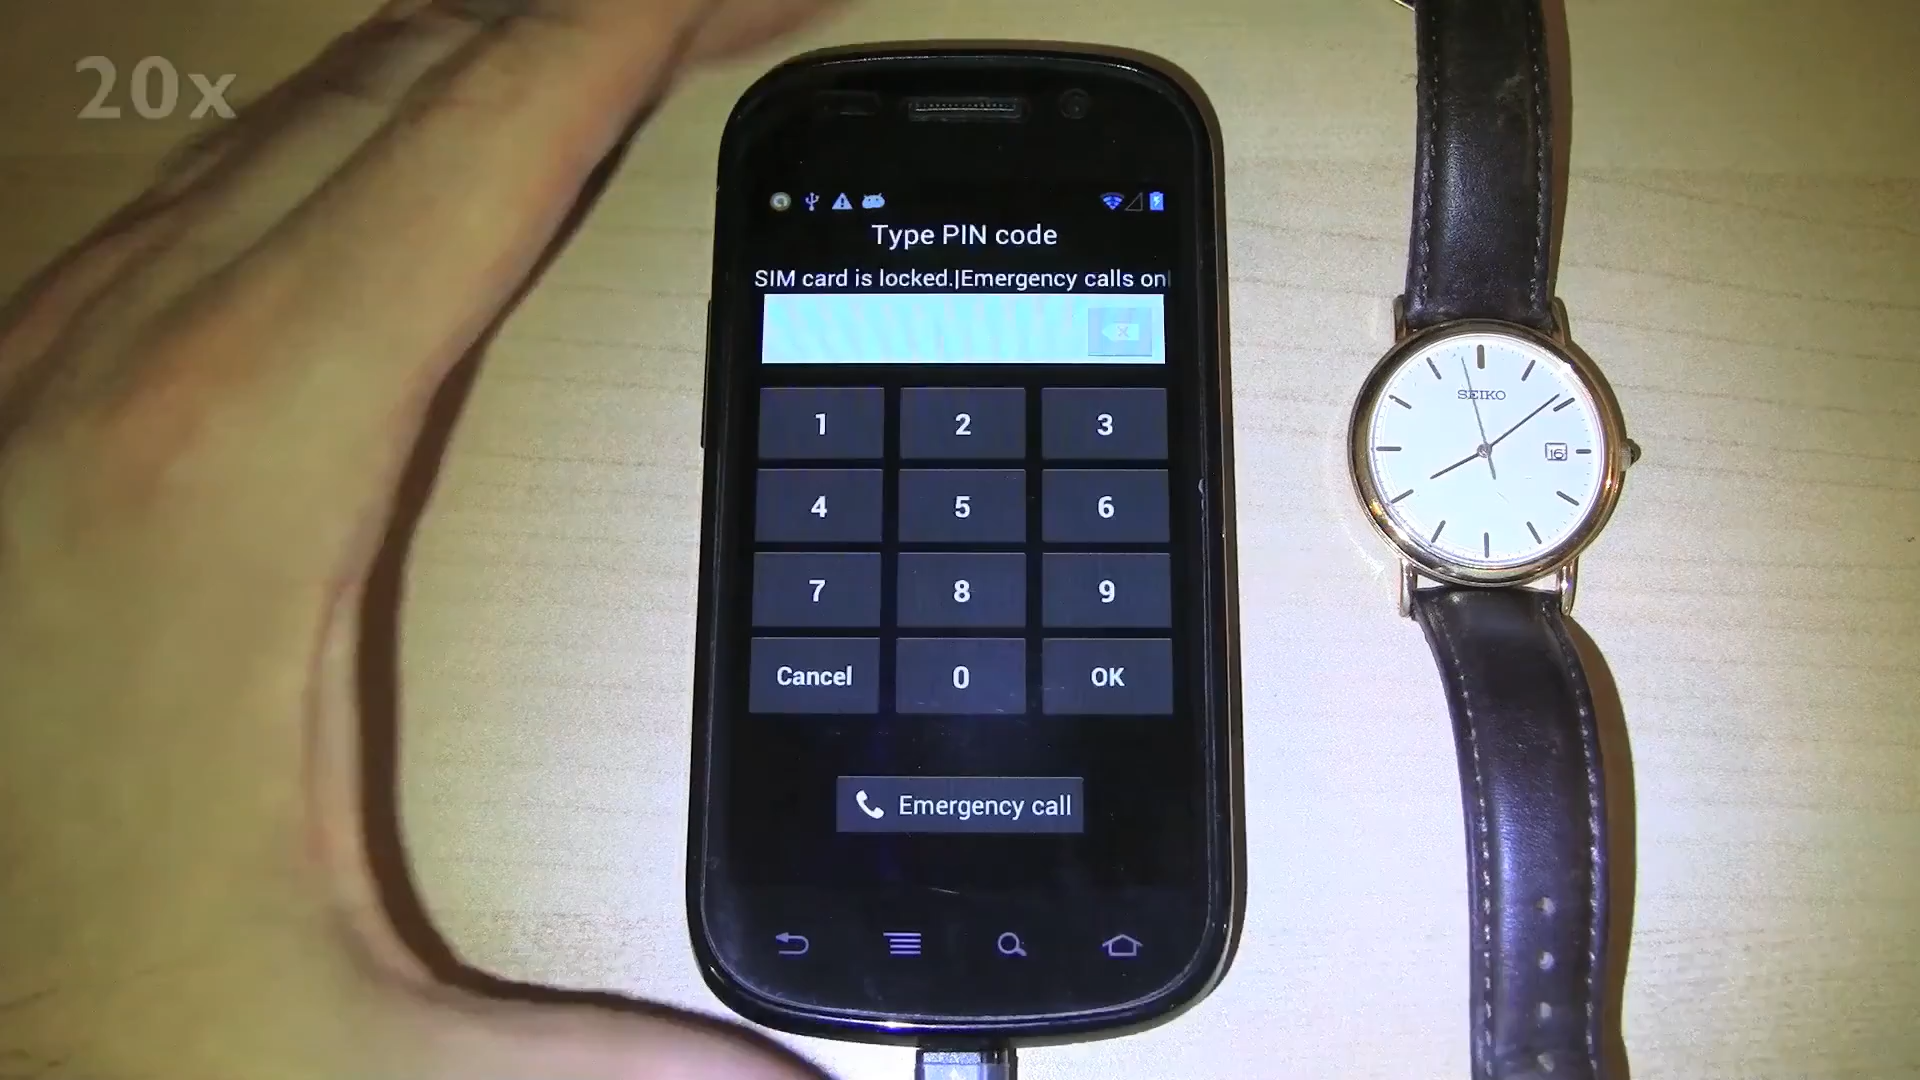 20x
Type PIN code
SIM card is locked.|Emergency calls onl
1 2 3
4 5 6
7 8 9
Cancel 0 OK
Emergency call
SEIKO
16